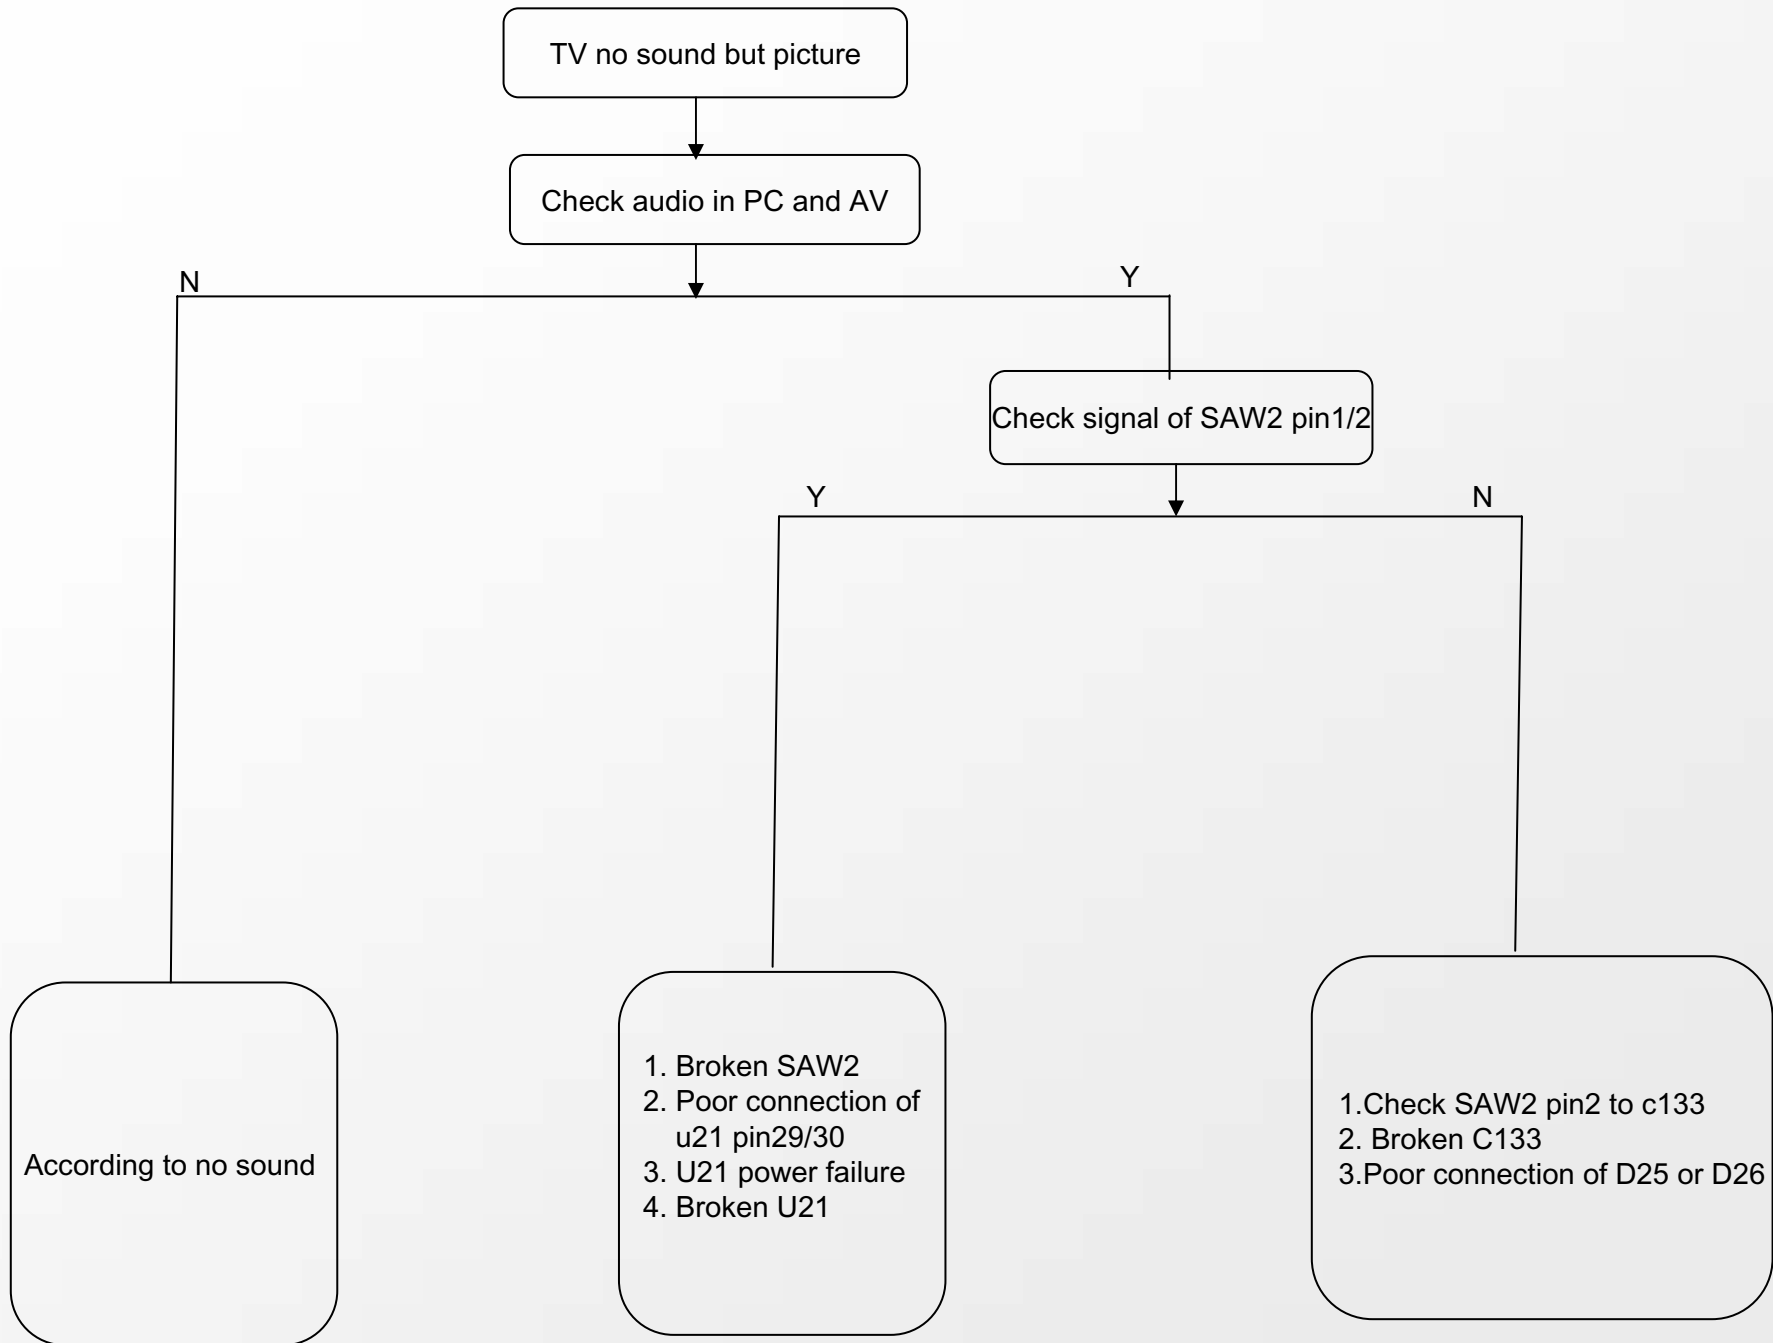 TV no sound but picture
Check audio in PC and AV
N
Y
Check signal of SAW2 pin1/2
Y
N
According to no sound
1. Broken SAW2
2. Poor connection of
u21 pin29/30
3. U21 power failure
4. Broken U21
1.Check SAW2 pin2 to c133
2. Broken C133
3.Poor connection of D25 or D26